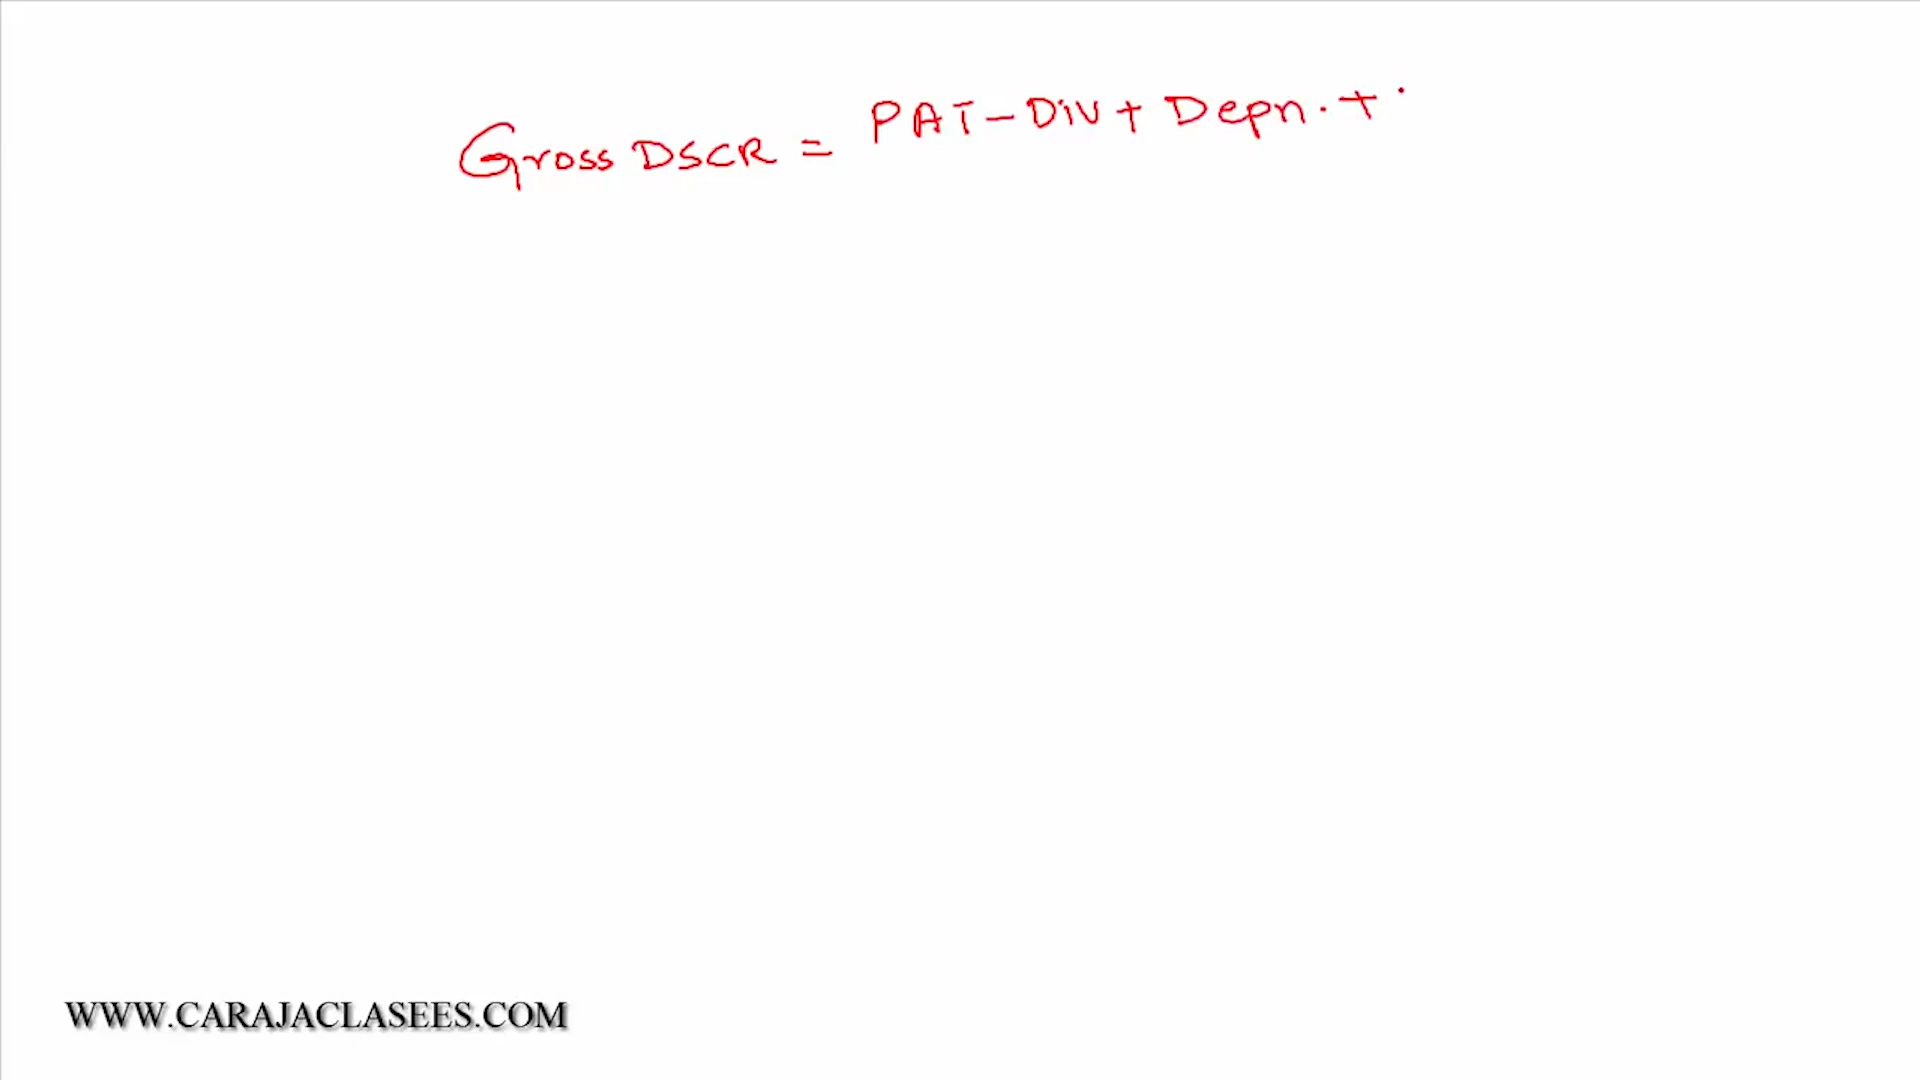 Gross DSCR = PAT - Div + Depn. +
WWW.CARAJACLASEES.COM